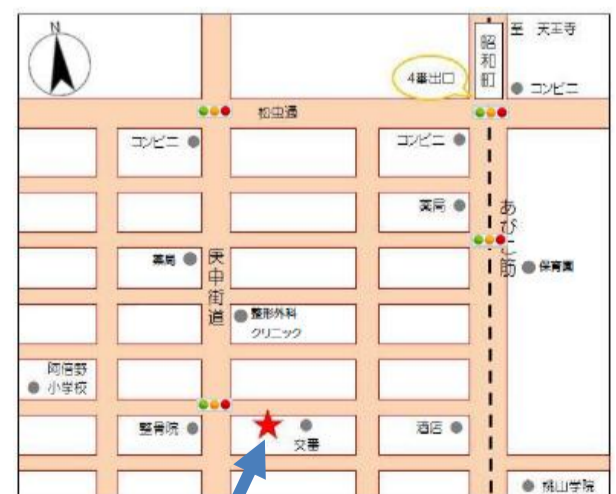 N
至 天王寺
昭和町
4番出口
コンビニ
松虫通
コンビニ
コンビニ
薬局
あびこ筋
薬局
庚申街道
保育園
整形外科
クリニック
阿倍野
小学校
整骨院
交番
酒店
桃山学院